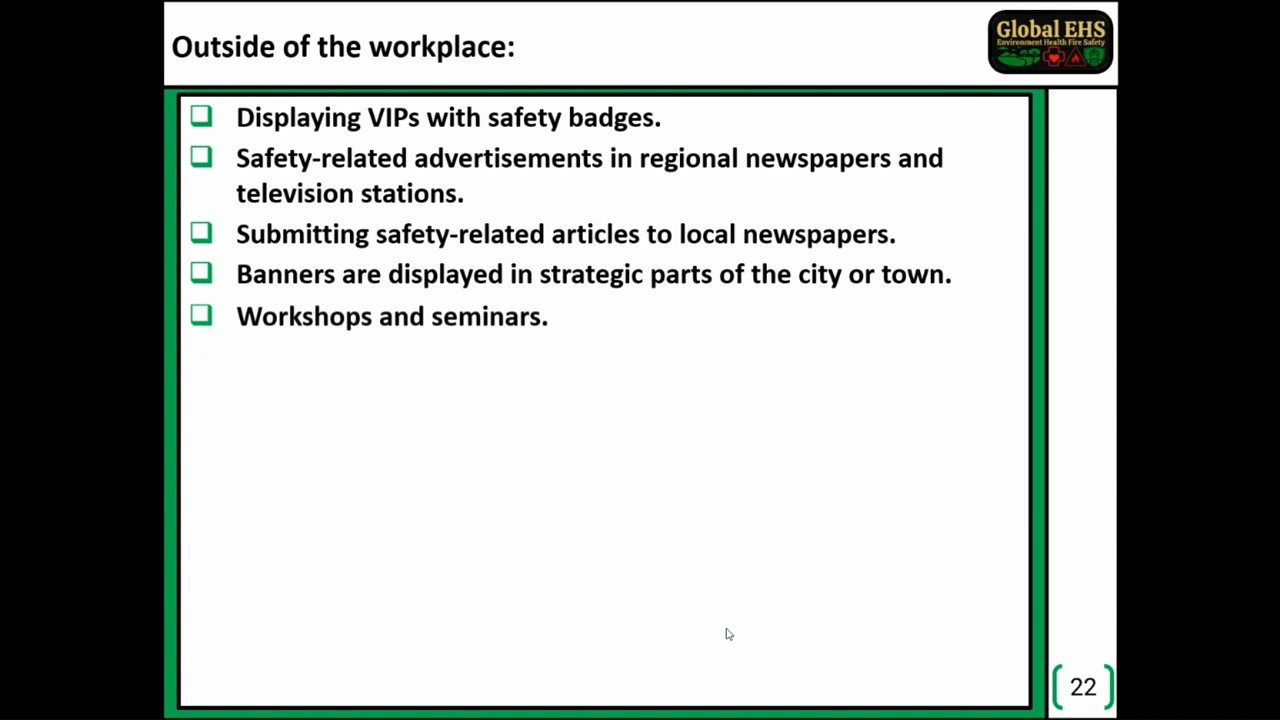 Outside of the workplace:
Global EHS
Environment Health Fire Safety
Displaying VIPs with safety badges.
Safety-related advertisements in regional newspapers and
television stations.
Submitting safety-related articles to local newspapers.
Banners are displayed in strategic parts of the city or town.
Workshops and seminars.
22